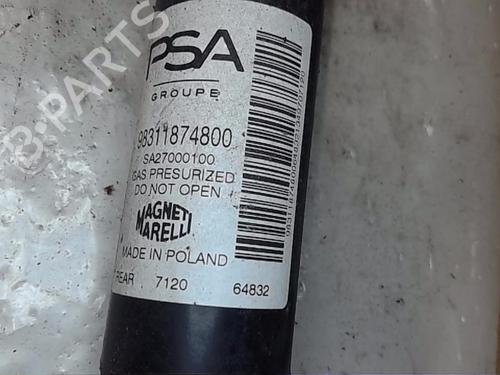 B-PARTS
PSA
GROUPE
98311874800
SA27000100
GAS PRESURIZED
DO NOT OPEN
MAGNETI
MARELLI
MADE IN POLAND
REAR 7120 64832